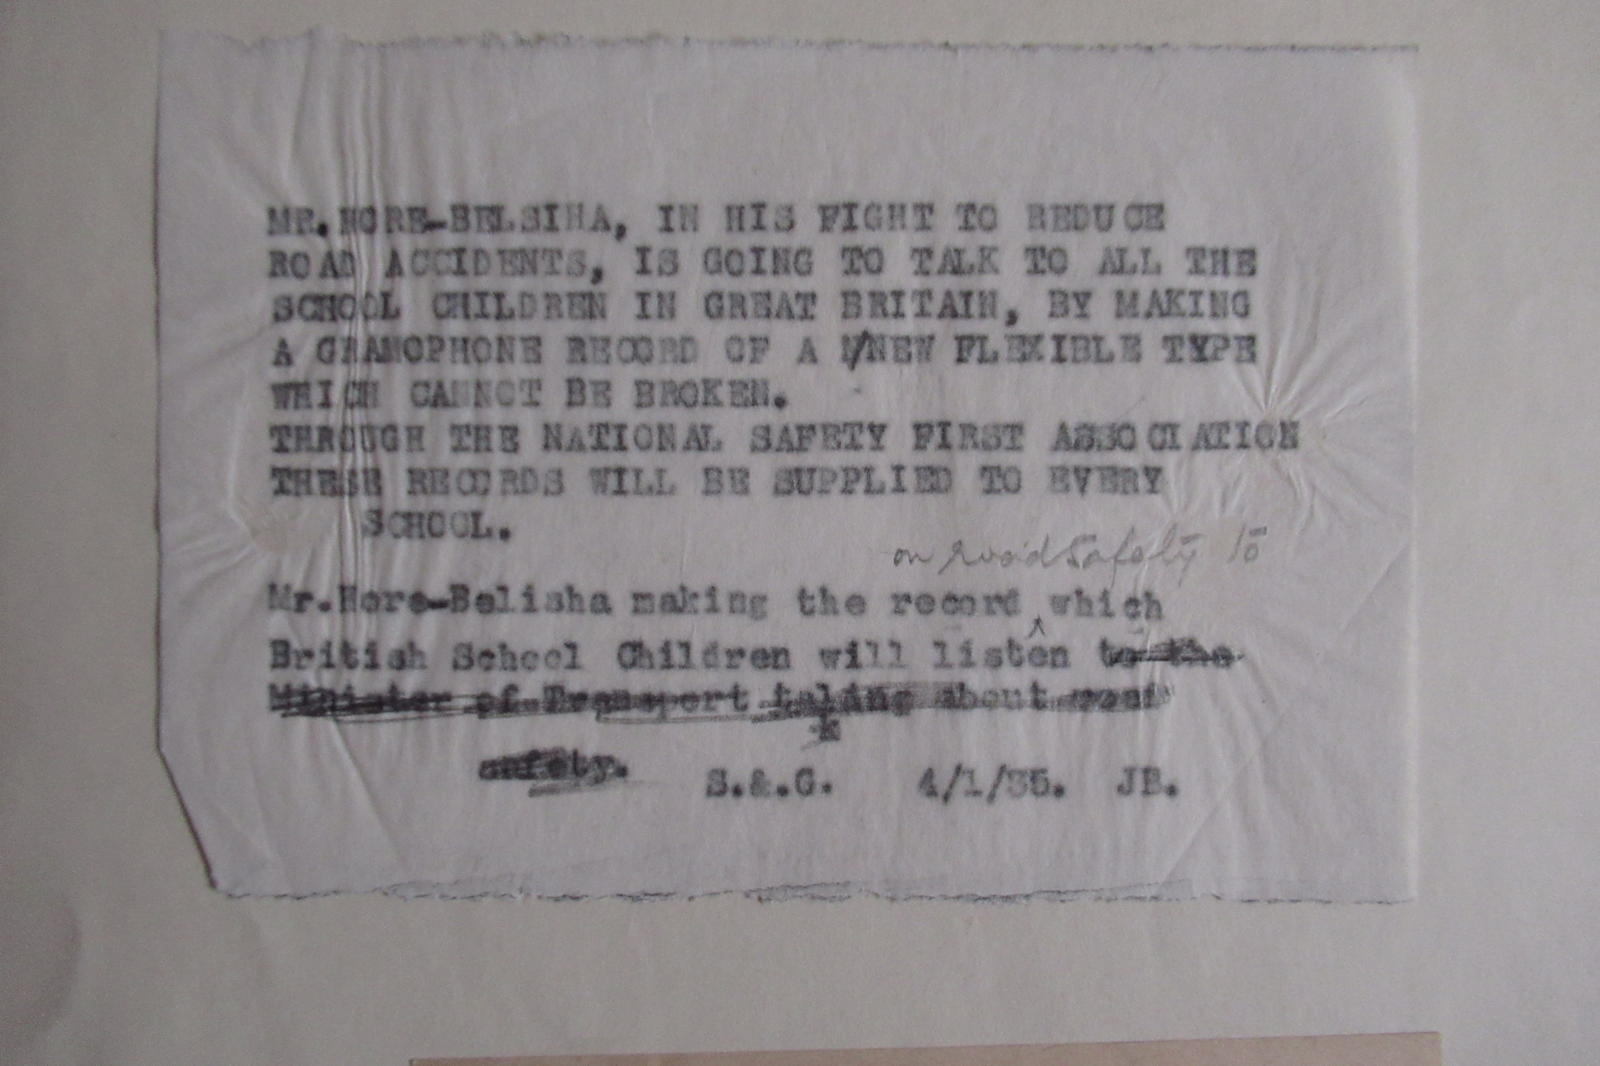 MR.HORE-BELSIHA, IN HIS FIGHT TO REDUCE
ROAD ACCIDENTS, IS GOING TO TALK TO ALL THE
SCHOOL CHILDREN IN GREAT BRITAIN, BY MAKING
A GRAMOPHONE RECORD OF A NEW FLEXIBLE TYPE
WHICH CANNOT BE BROKEN.
THROUGH THE NATIONAL SAFETY FIRST ASSOCIATION
THESE RECORDS WILL BE SUPPLIED TO EVERY
SCHOOL.
on road safety to
Mr.Hore-Belisha making the record which
British School Children will listen to the
Minister of Transport taling about road
k
safety.
S.&.G. 4/1/35. JB.